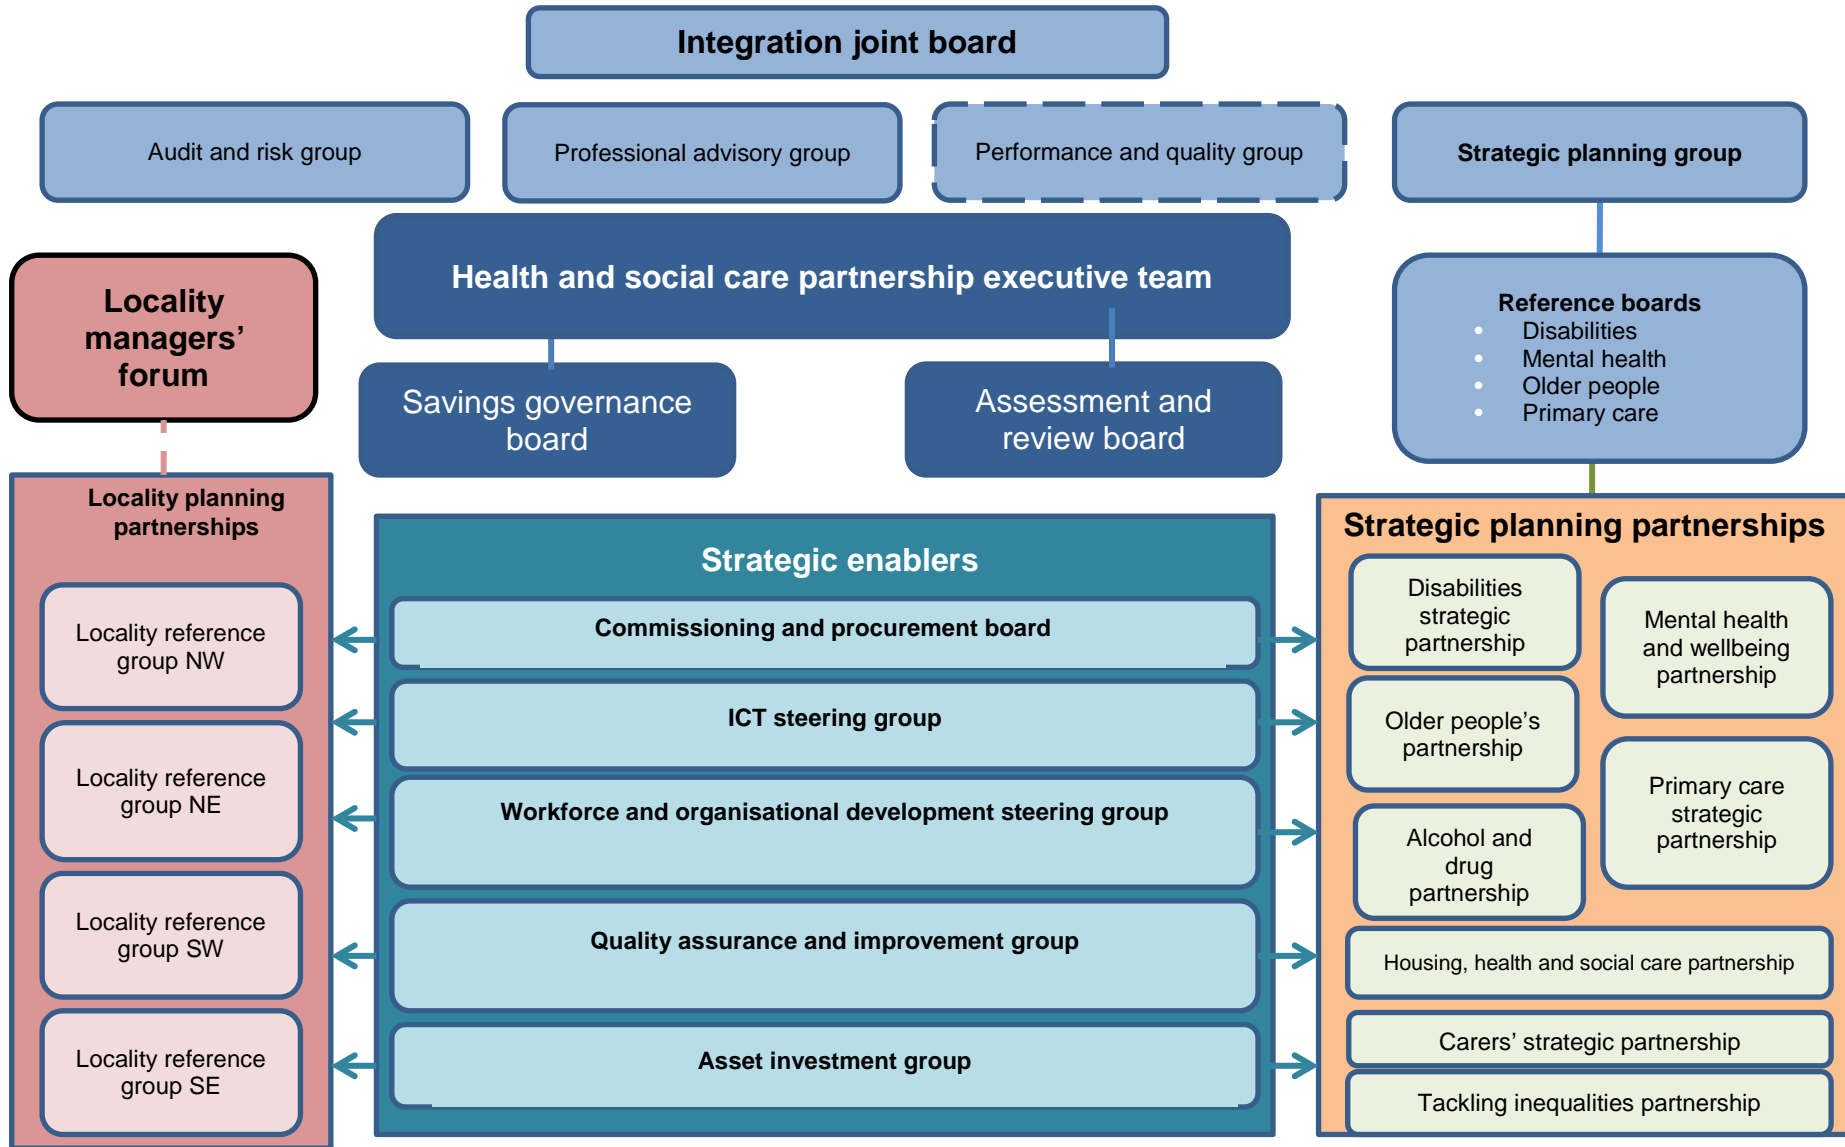 Integration joint board
Audit and risk group
Professional advisory group
Performance and quality group
Strategic planning group
Health and social care partnership executive team
Locality
managers’
forum
Reference boards
• Disabilities
• Mental health
• Older people
• Primary care
Savings governance
board
Assessment and
review board
Locality planning
partnerships
Locality reference
group NW
Locality reference
group NE
Locality reference
group SW
Locality reference
group SE
Strategic enablers
Commissioning and procurement board
ICT steering group
Workforce and organisational development steering group
Quality assurance and improvement group
Asset investment group
Strategic planning partnerships
Disabilities
strategic
partnership
Mental health
and wellbeing
partnership
Older people’s
partnership
Primary care
strategic
partnership
Alcohol and
drug
partnership
Housing, health and social care partnership
Carers’ strategic partnership
Tackling inequalities partnership